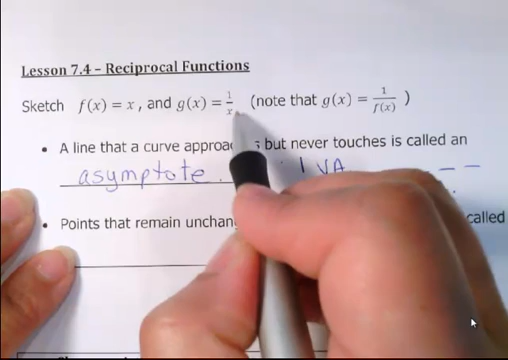 Lesson 7.4 – Reciprocal Functions
Sketch f(x) = x, and g(x) = 1/x (note that g(x) = 1/f(x) )
• A line that a curve approac s but never touches is called an
asymptote. VA
• Points that remain unchan called